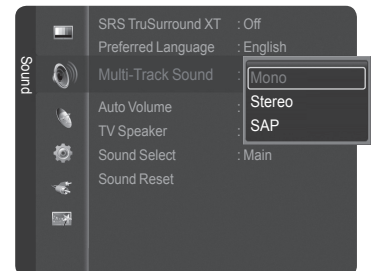 Sound
SRS TruSurround XT : Off
Preferred Language : English
Multi-Track Sound
Mono
Auto Volume :
Stereo
TV Speaker :
SAP
Sound Select : Main
Sound Reset